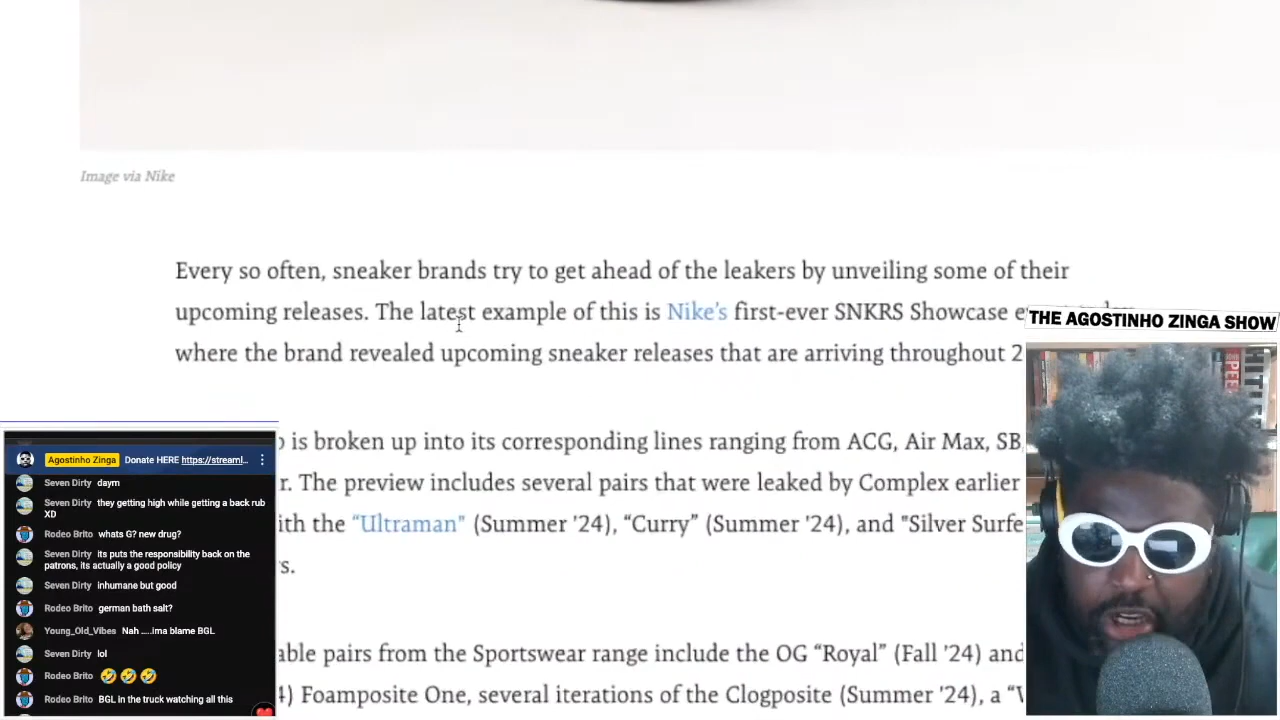 Image via Nike
Every so often, sneaker brands try to get ahead of the leakers by unveiling some of their
upcoming releases. The latest example of this is Nike's first-ever SNKRS Showcase
where the brand revealed upcoming sneaker releases that are arriving throughout 2
is broken up into its corresponding lines ranging from ACG, Air Max, SB,
r. The preview includes several pairs that were leaked by Complex earlier
ith the “Ultraman” (Summer '24), “Curry” (Summer '24), and "Silver Surfe
s.
able pairs from the Sportswear range include the OG “Royal” (Fall ’24) and
4) Foamposite One, several iterations of the Clogposite (Summer '24), a “
THE AGOSTINHO ZINGA SHOW
Agostinho Zinga Donate HERE https://streaml...
Seven Dirty daym
Seven Dirty they getting high while getting a back rub
XD
Rodeo Brito whats G? new drug?
Seven Dirty its puts the responsibility back on the
patrons, its actually a good policy
Seven Dirty inhumane but good
Rodeo Brito german bath salt?
Young_Old_Vibes Nah .....ima blame BGL
Seven Dirty lol
Rodeo Brito 🤣🤣🤣
Rodeo Brito BGL in the truck watching all this